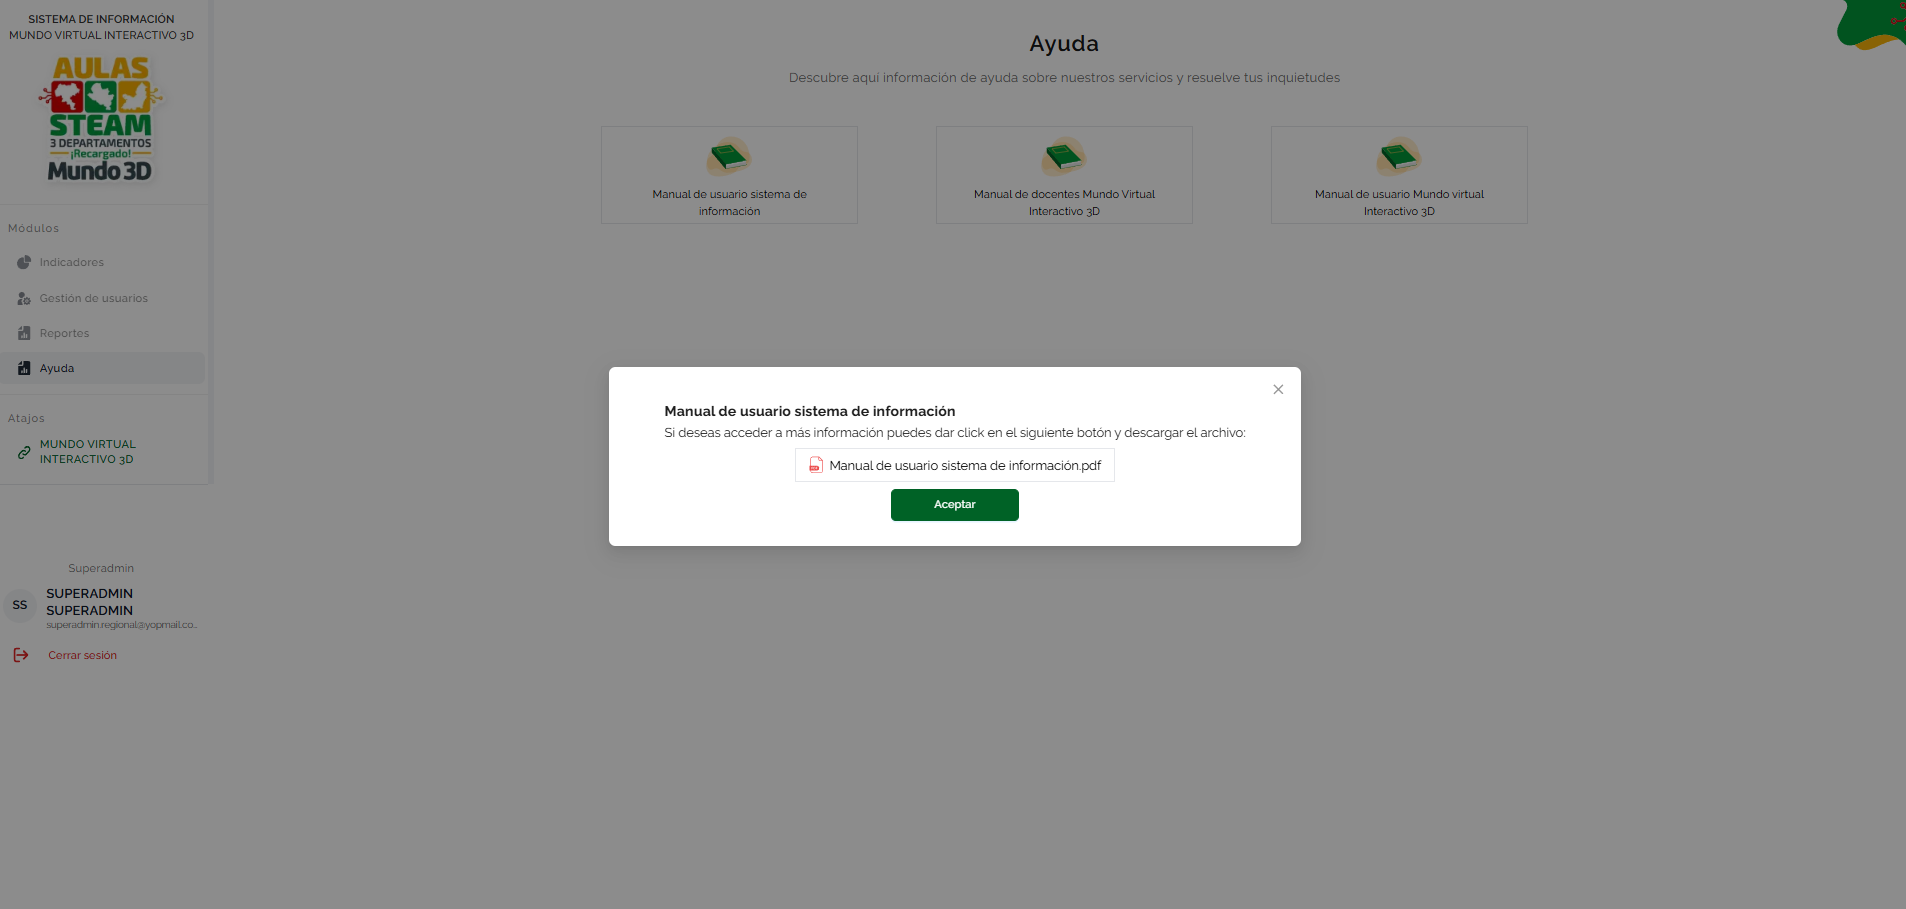 SISTEMA DE INFORMACIÓN
MUNDO VIRTUAL INTERACTIVO 3D
AULAS
STEAM
3 DEPARTAMENTOS
¡Recargado!
Mundo 3D
Módulos
Indicadores
Gestión de usuarios
Reportes
Ayuda
Atajos
MUNDO VIRTUAL
INTERACTIVO 3D
Superadmin
SS
SUPERADMIN
SUPERADMIN
superadmin.regional@yopmail.co...
Cerrar sesión
Ayuda
Descubre aquí información de ayuda sobre nuestros servicios y resuelve tus inquietudes
Manual de usuario sistema de
información
Manual de docentes Mundo Virtual
Interactivo 3D
Manual de usuario Mundo virtual
Interactivo 3D
Manual de usuario sistema de información
Si deseas acceder a más información puedes dar click en el siguiente botón y descargar el archivo:
Manual de usuario sistema de información.pdf
Aceptar